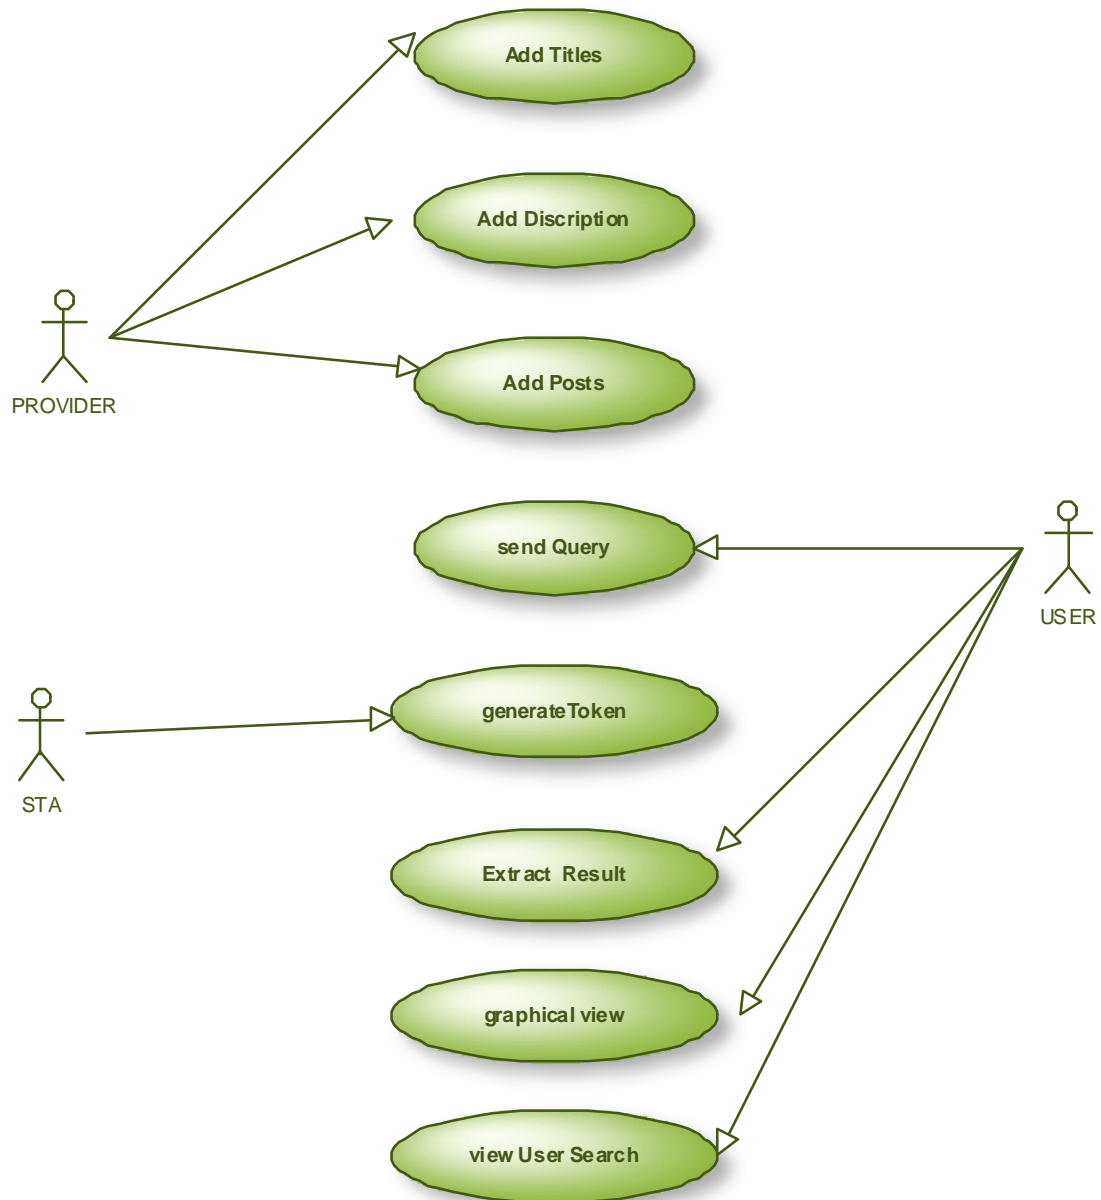 Add Titles
Add Discription
PROVIDER
Add Posts
send Query
USER
generateToken
STA
Extract Result
graphical view
view User Search